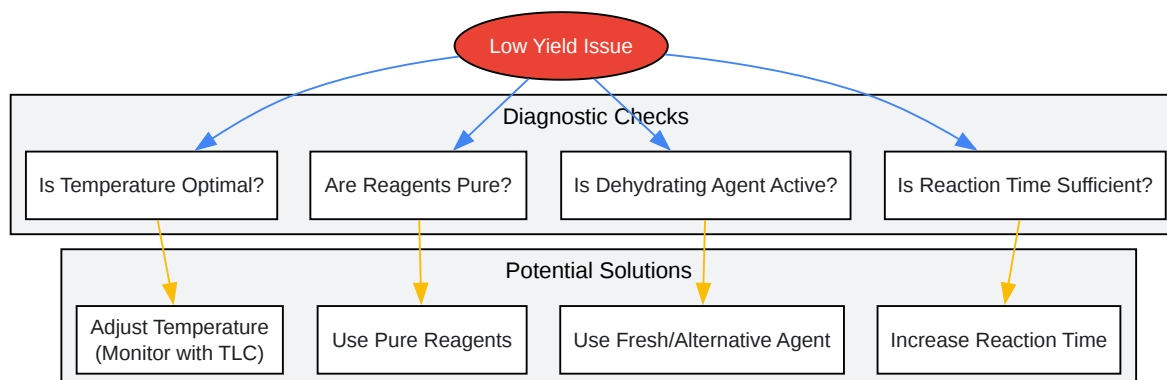 Low Yield Issue
Diagnostic Checks
Is Temperature Optimal?
Are Reagents Pure?
Is Dehydrating Agent Active?
Is Reaction Time Sufficient?
Potential Solutions
Adjust Temperature
(Monitor with TLC)
Use Pure Reagents
Use Fresh/Alternative Agent
Increase Reaction Time